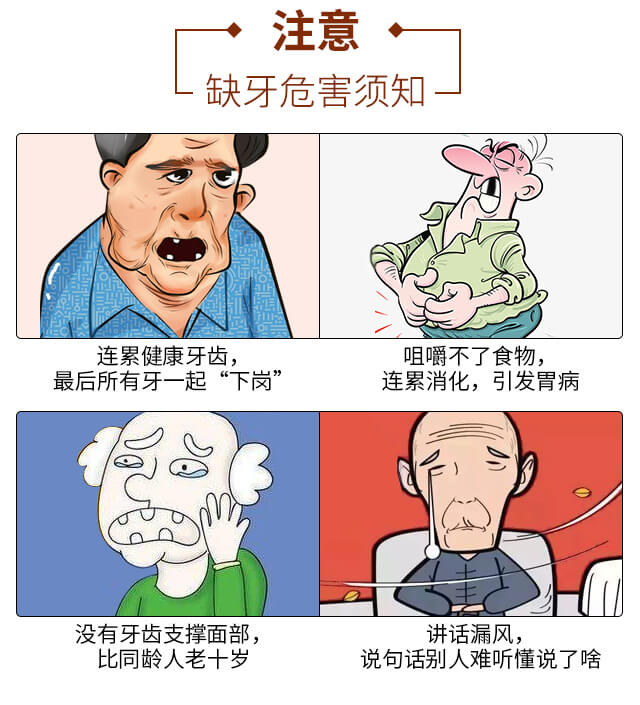 注意
缺牙危害须知
连累健康牙齿，
最后所有牙一起“下岗”
咀嚼不了食物，
连累消化，引发胃病
没有牙齿支撑面部，
比同龄人老十岁
讲话漏风，
说句话别人难听懂说了啥